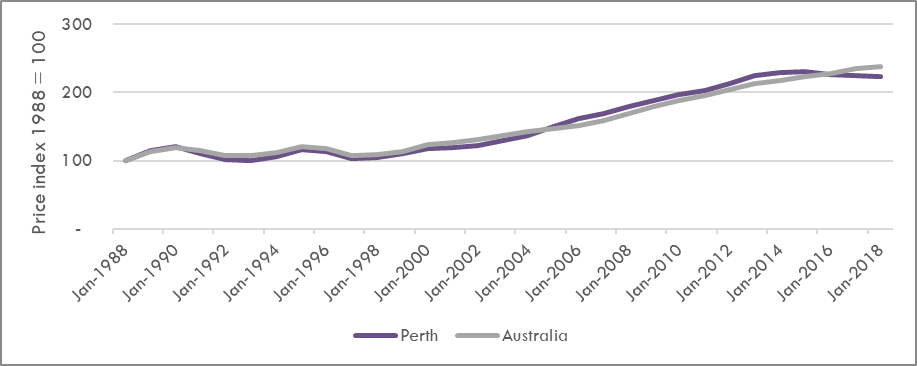 Price index 1988 = 100
300
200
100
-
Jan-1988
Jan-1990
Jan-1992
Jan-1994
Jan-1996
Jan-1998
Jan-2000
Jan-2002
Jan-2004
Jan-2006
Jan-2008
Jan-2010
Jan-2012
Jan-2014
Jan-2016
Jan-2018
Perth Australia